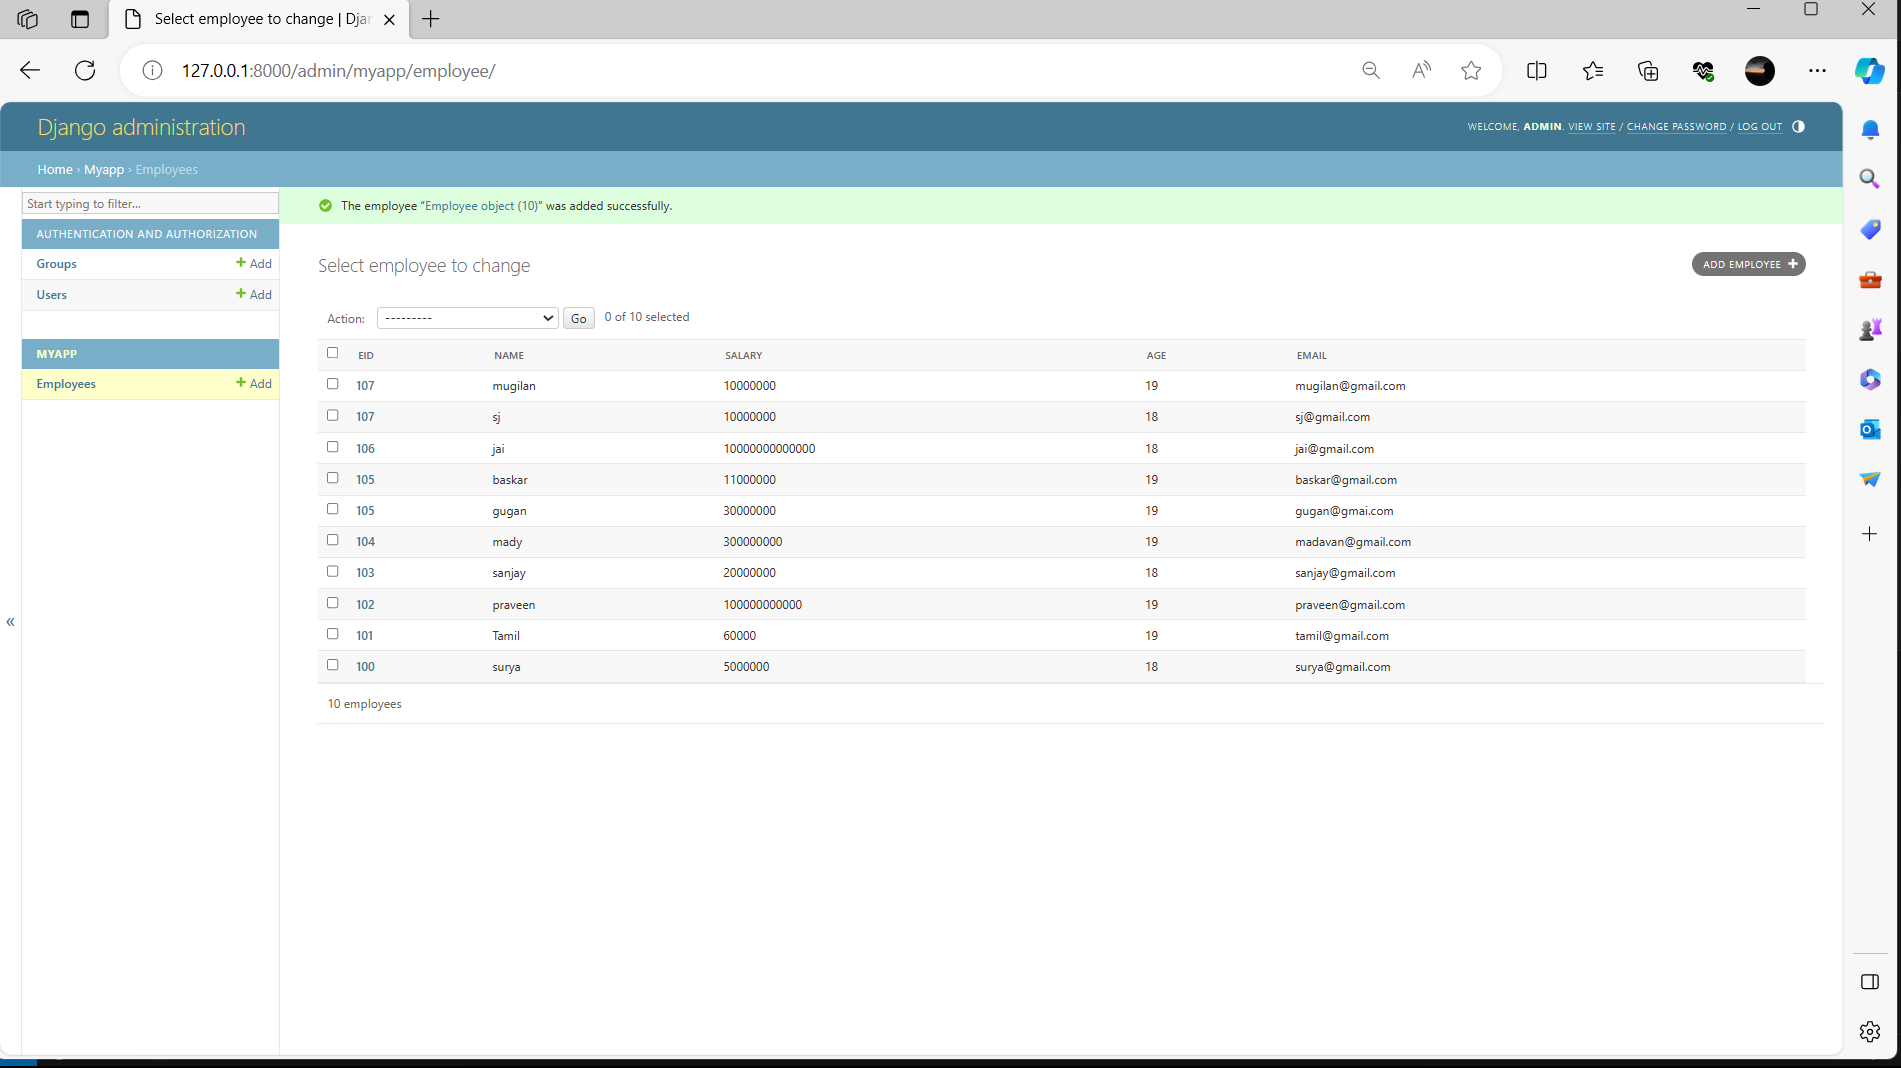 Select employee to change | Djar
127.0.0.1:8000/admin/myapp/employee/
Django administration
WELCOME, ADMIN. VIEW SITE / CHANGE PASSWORD / LOG OUT
Home › Myapp › Employees
Start typing to filter...
The employee “Employee object (10)” was added successfully.
AUTHENTICATION AND AUTHORIZATION
Groups + Add
Users + Add
MYAPP
Employees + Add
Select employee to change
ADD EMPLOYEE +
Action: --------- Go 0 of 10 selected
EID NAME SALARY AGE EMAIL
107 mugilan 10000000 19 mugilan@gmail.com
107 sj 10000000 18 sj@gmail.com
106 jai 10000000000000 18 jai@gmail.com
105 baskar 11000000 19 baskar@gmail.com
105 gugan 30000000 19 gugan@gmai.com
104 mady 300000000 19 madavan@gmail.com
103 sanjay 20000000 18 sanjay@gmail.com
102 praveen 100000000000 19 praveen@gmail.com
101 Tamil 60000 19 tamil@gmail.com
100 surya 5000000 18 surya@gmail.com
10 employees
«